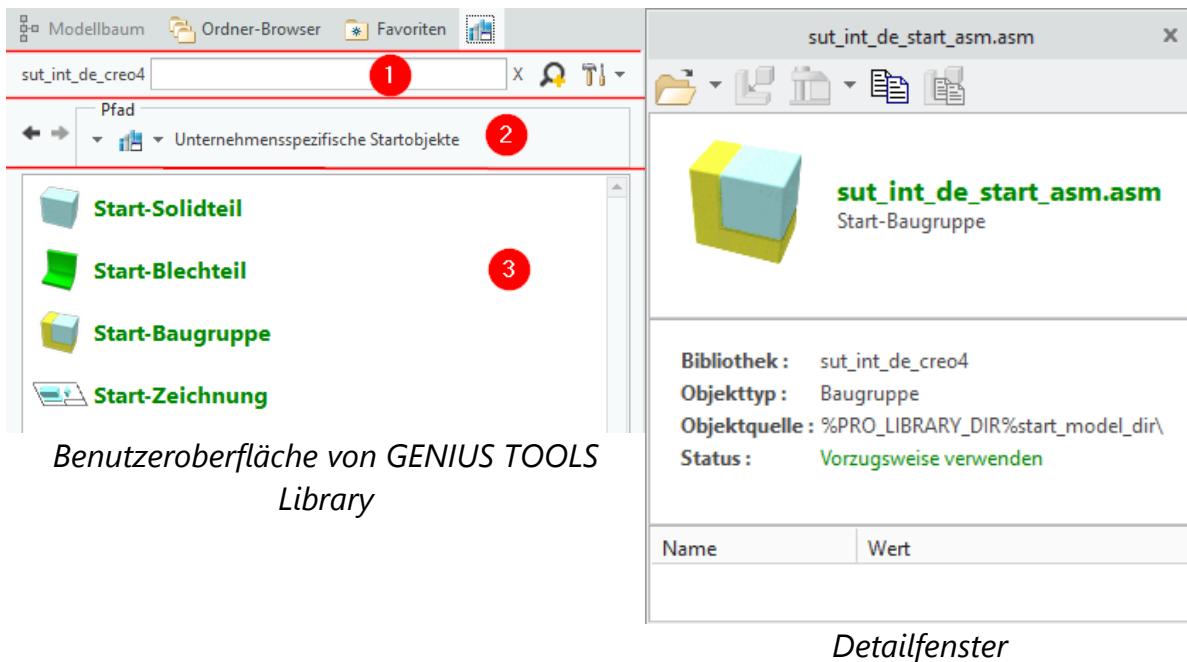 Modellbaum Ordner-Browser Favoriten
sut_int_de_creo4 1 X
Pfad
Unternehmensspezifische Startobjekte 2
Start-Solidteil
Start-Blechteil 3
Start-Baugruppe
Start-Zeichnung
Benutzeroberfläche von GENIUS TOOLS
Library
sut_int_de_start_asm.asm x
sut_int_de_start_asm.asm
Start-Baugruppe
Bibliothek : sut_int_de_creo4
Objekttyp : Baugruppe
Objektquelle : %PRO_LIBRARY_DIR%start_model_dir\
Status : Vorzugsweise verwenden
Name Wert
Detailfenster